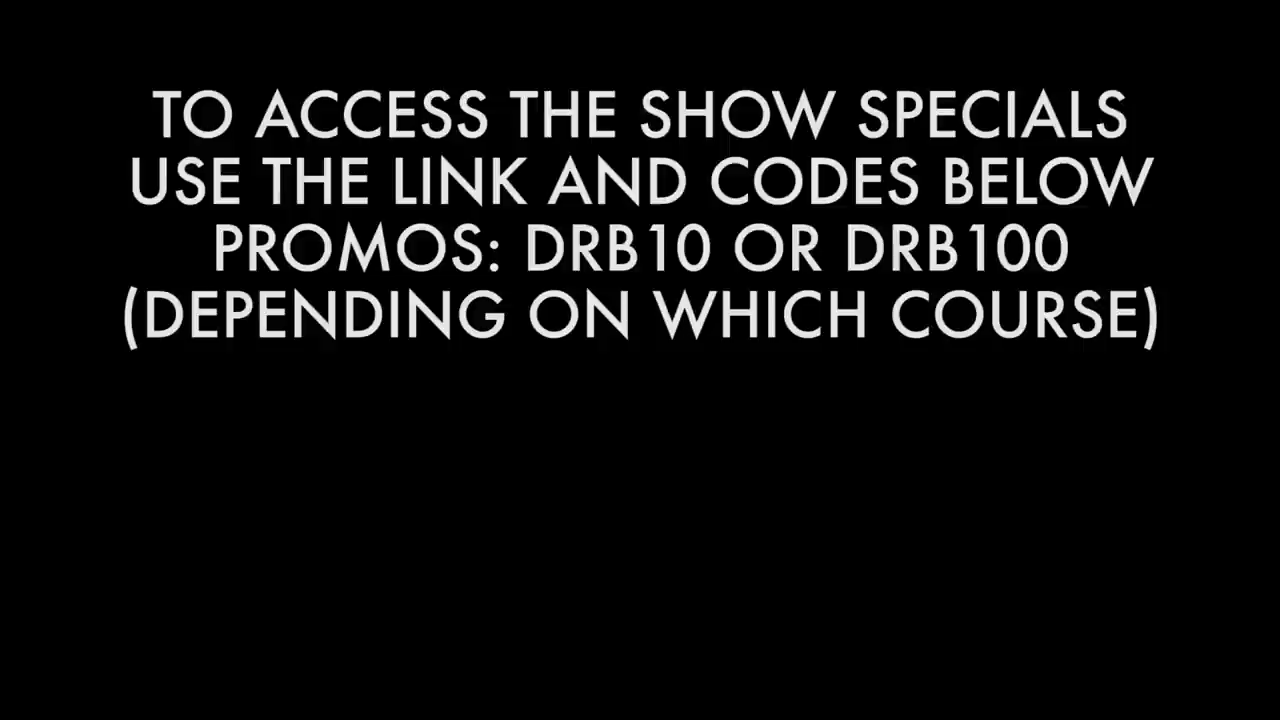 TO ACCESS THE SHOW SPECIALS
USE THE LINK AND CODES BELOW
PROMOS: DRB10 OR DRB100
(DEPENDING ON WHICH COURSE)